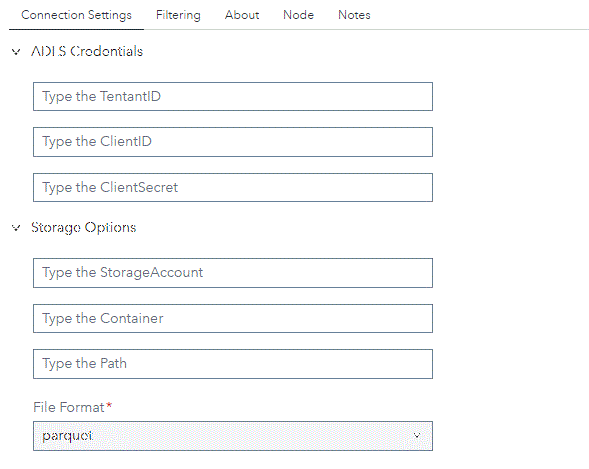 Connection Settings Filtering About Node Notes
ADLS Credentials
Type the TentantID
Type the ClientID
Type the ClientSecret
Storage Options
Type the StorageAccount
Type the Container
Type the Path
File Format*
parquet